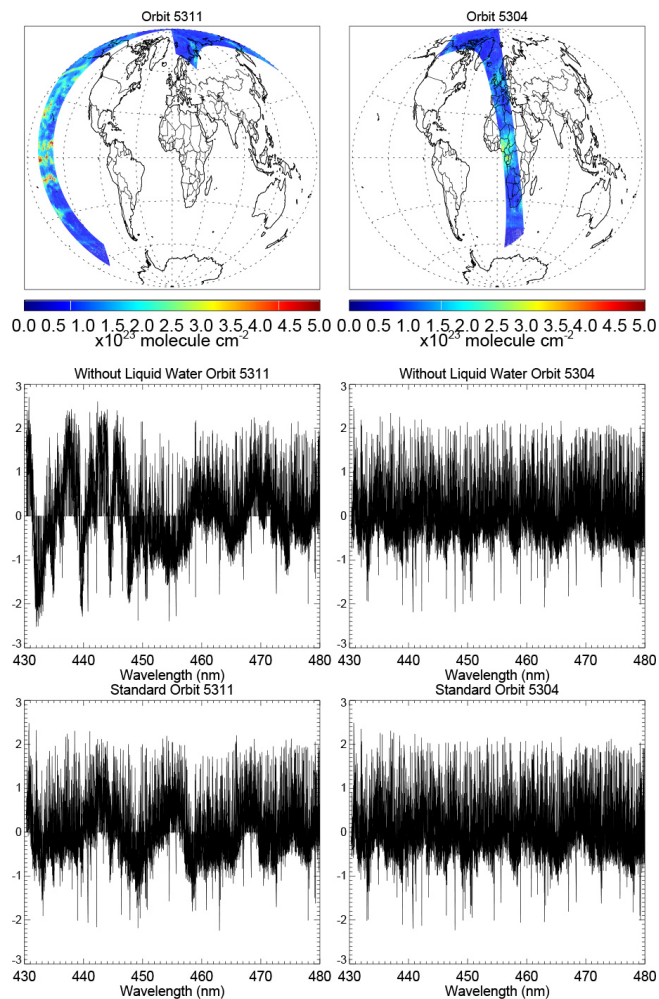 Orbit 5311 Orbit 5304
0.0 0.5 1.0 1.5 2.0 2.5 3.0 3.5 4.0 4.5 5.0 0.0 0.5 1.0 1.5 2.0 2.5 3.0 3.5 4.0 4.5 5.0
x10²³ molecule cm⁻² x10²³ molecule cm⁻²
Without Liquid Water Orbit 5311 Without Liquid Water Orbit 5304
3 3
2 2
1 1
0 0
-1 -1
-2 -2
-3 -3
430 440 450 460 470 480 430 440 450 460 470 480
Wavelength (nm) Wavelength (nm)
Standard Orbit 5311 Standard Orbit 5304
3 3
2 2
1 1
0 0
-1 -1
-2 -2
-3 -3
430 440 450 460 470 480 430 440 450 460 470 480
Wavelength (nm) Wavelength (nm)